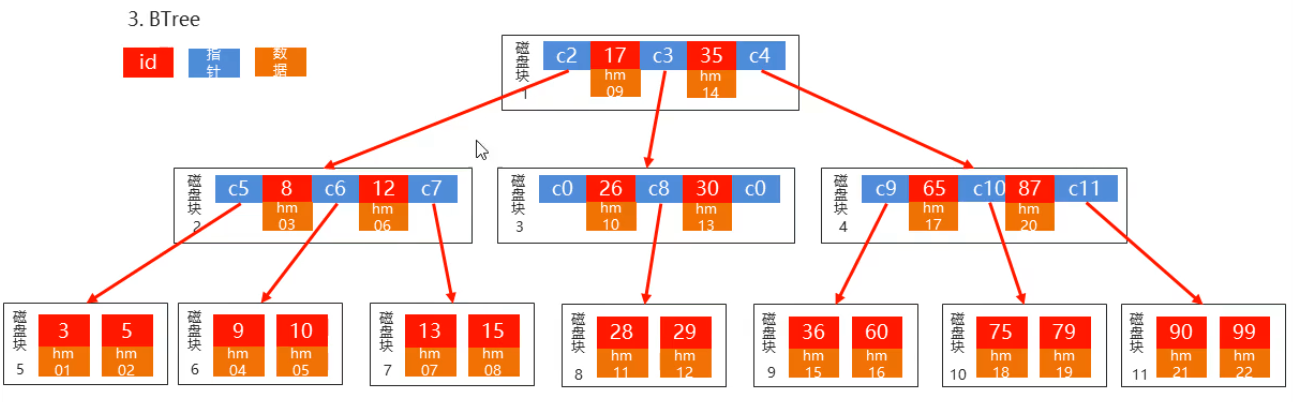 3. BTree
id 指针 数据
磁盘块 1
c2 17 c3 35 c4
hm 09 hm 14
磁盘块 2
c5 8 c6 12 c7
hm 03 hm 06
磁盘块 3
c0 26 c8 30 c0
hm 10 hm 13
磁盘块 4
c9 65 c10 87 c11
hm 17 hm 20
磁盘块 5
3 5
hm 01 hm 02
磁盘块 6
9 10
hm 04 hm 05
磁盘块 7
13 15
hm 07 hm 08
磁盘块 8
28 29
hm 11 hm 12
磁盘块 9
36 60
hm 15 hm 16
磁盘块 10
75 79
hm 18 hm 19
磁盘块 11
90 99
hm 21 hm 22